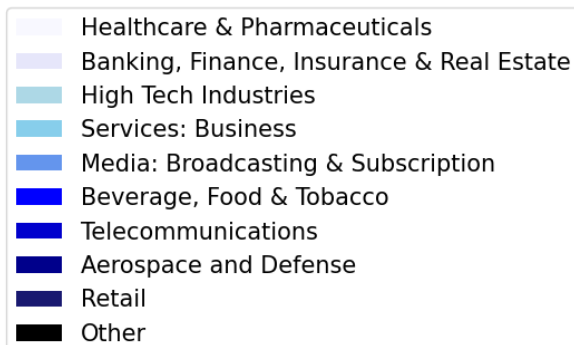 Healthcare & Pharmaceuticals
Banking, Finance, Insurance & Real Estate
High Tech Industries
Services: Business
Media: Broadcasting & Subscription
Beverage, Food & Tobacco
Telecommunications
Aerospace and Defense
Retail
Other